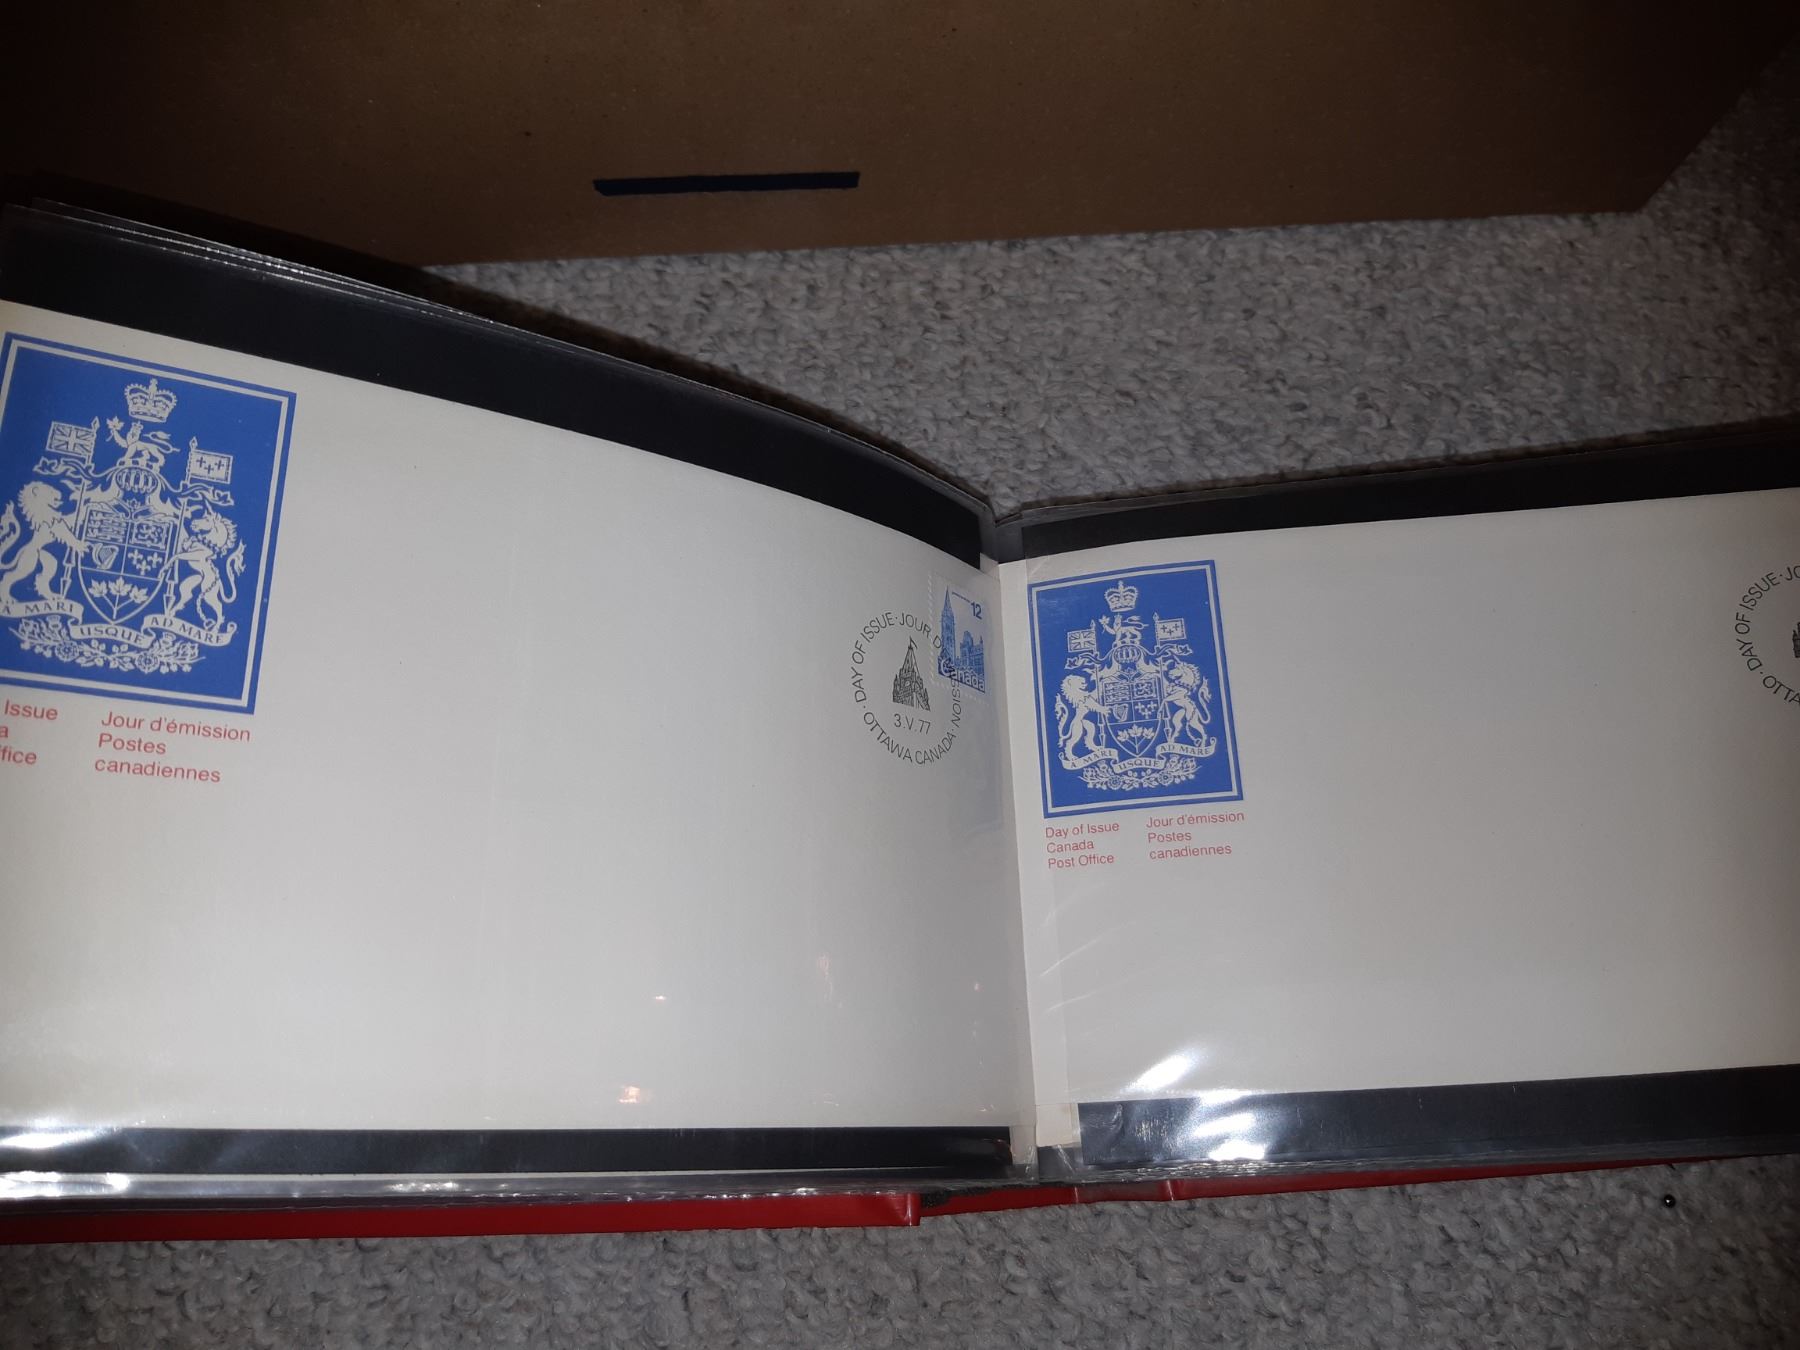 A MARI USQUE AD MARE
Issue
a
ffice
Jour d'émission
Postes
canadiennes
DAY OF ISSUE · JOUR D'ÉMISSION · OTTAWA CANADA ·
3.V.77
12
Canada
A MARI USQUE AD MARE
Day of Issue
Canada
Post Office
Jour d'émission
Postes
canadiennes
DAY OF ISSUE · JO
OTTA